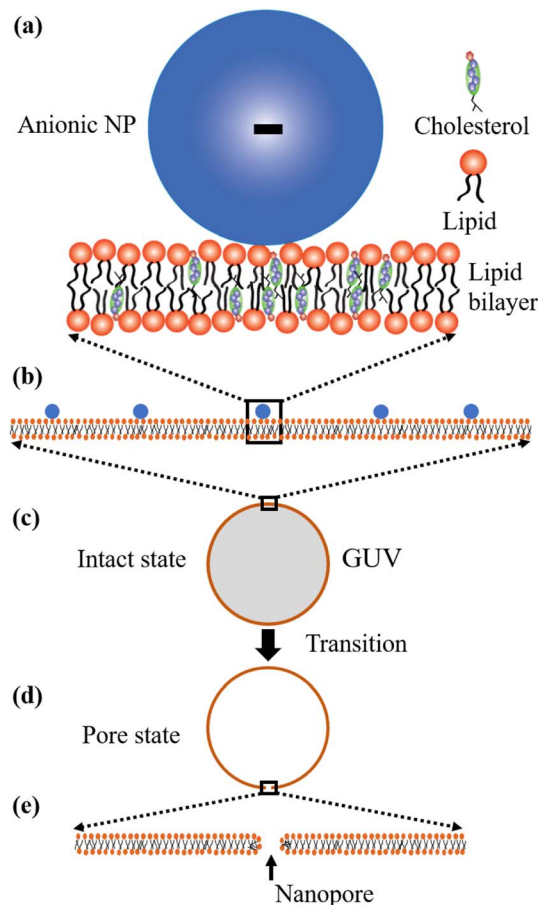 (a)
Anionic NP
Cholesterol
Lipid
Lipid
bilayer
(b)
(c)
Intact state
GUV
Transition
(d)
Pore state
(e)
Nanopore